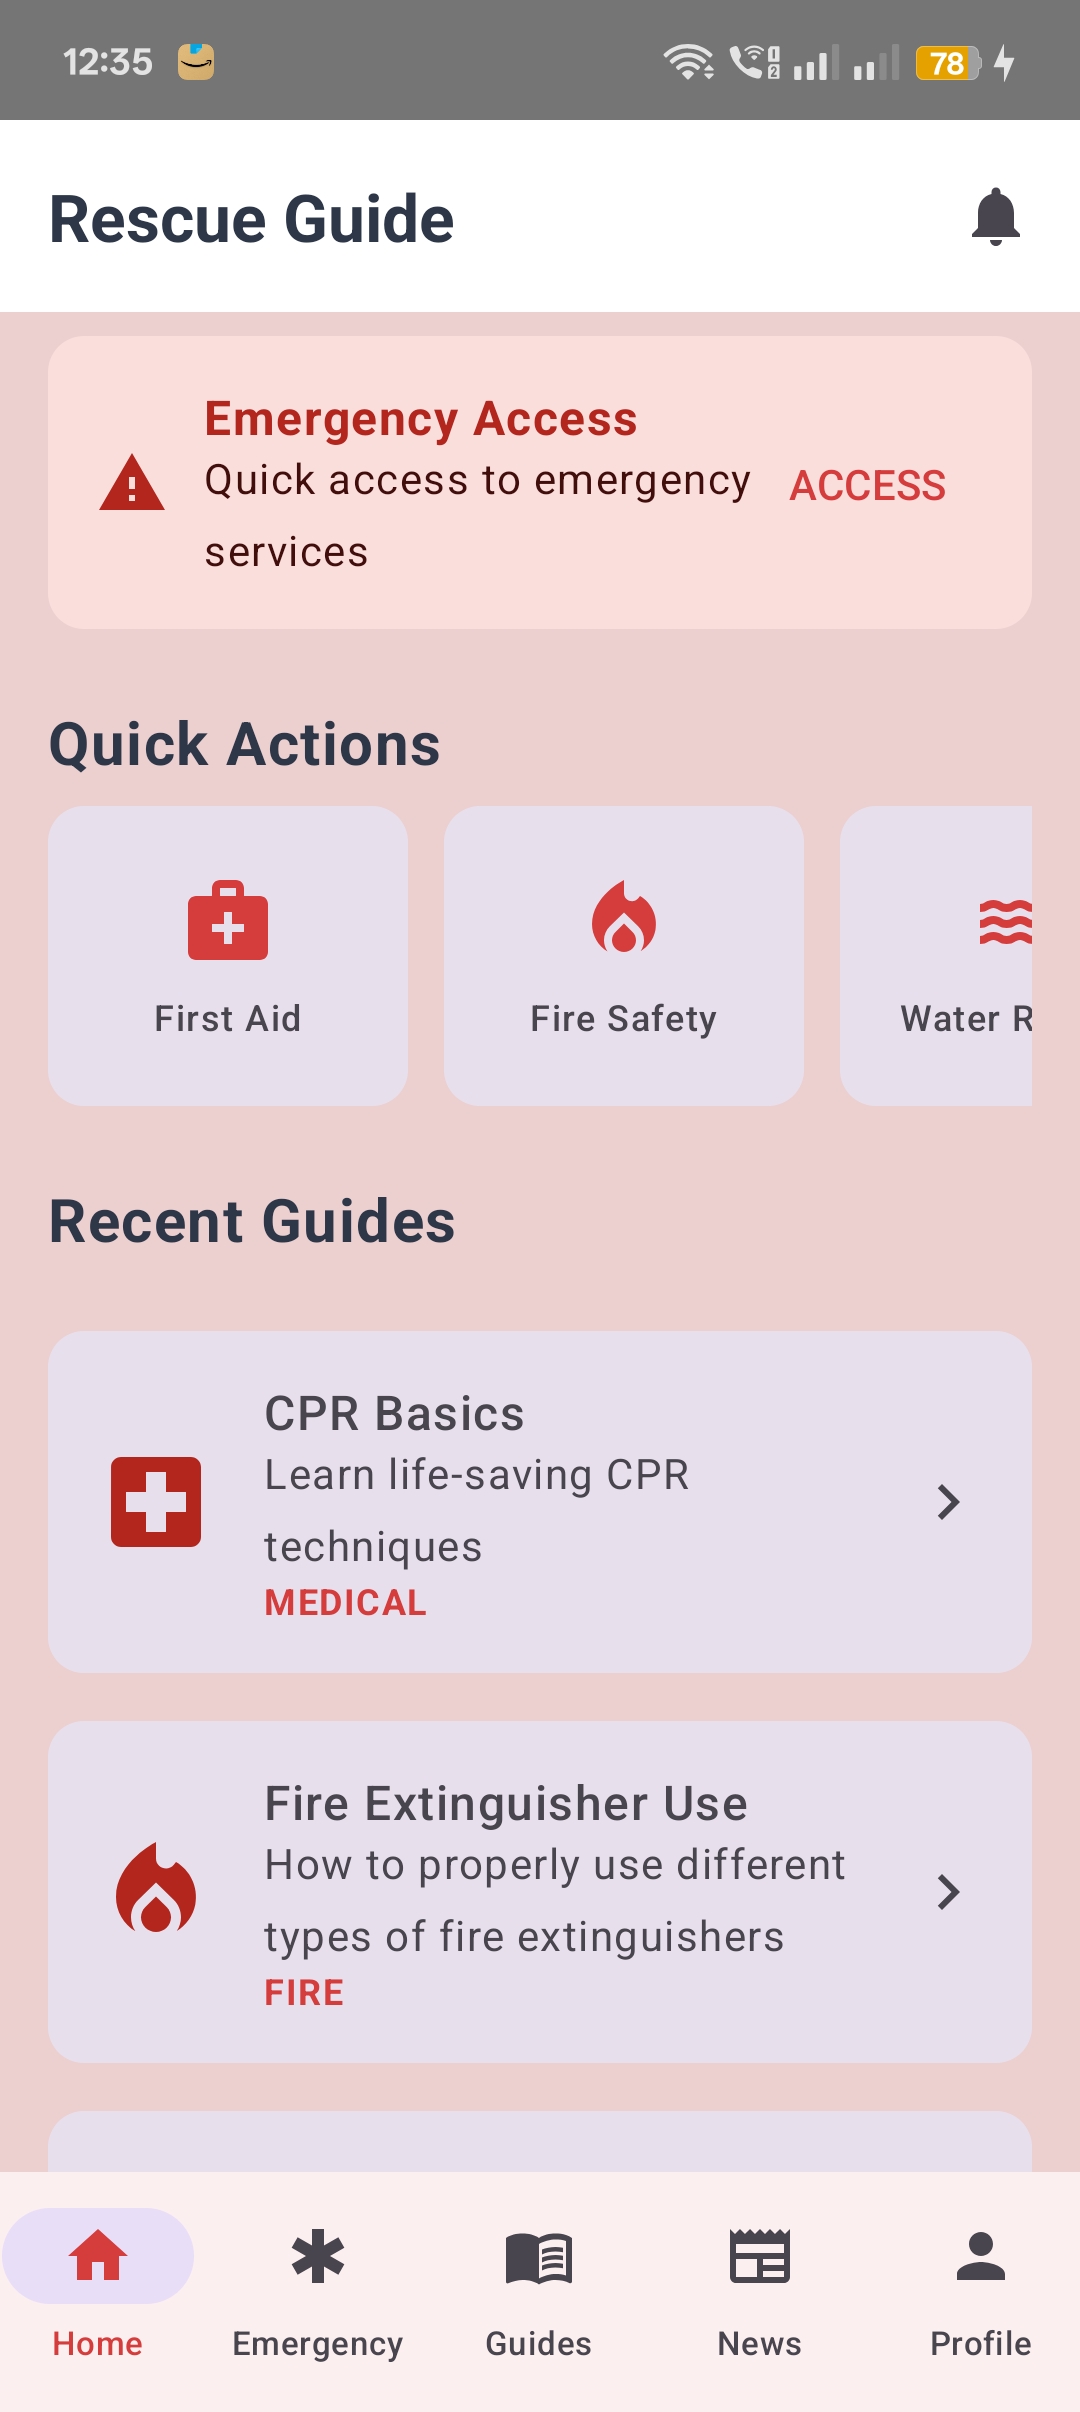 12:35
78
Rescue Guide
Emergency Access
Quick access to emergency
services
ACCESS
Quick Actions
First Aid
Fire Safety
Water R
Recent Guides
CPR Basics
Learn life-saving CPR
techniques
MEDICAL
Fire Extinguisher Use
How to properly use different
types of fire extinguishers
FIRE
Home
Emergency
Guides
News
Profile